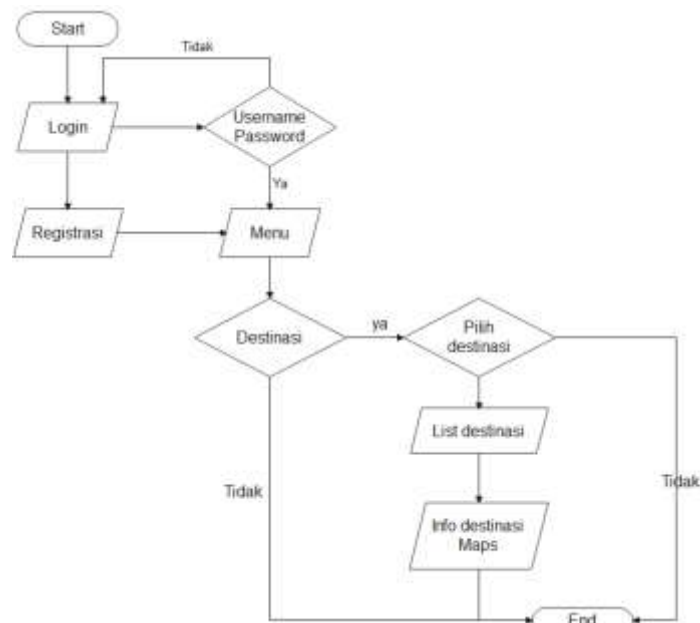 Start
Tidak
Login
Username
Password
Ya
Registrasi
Menu
Destinasi
ya
Pilih
destinasi
List destinasi
Tidak
Tidak
Info destinasi
Maps
End